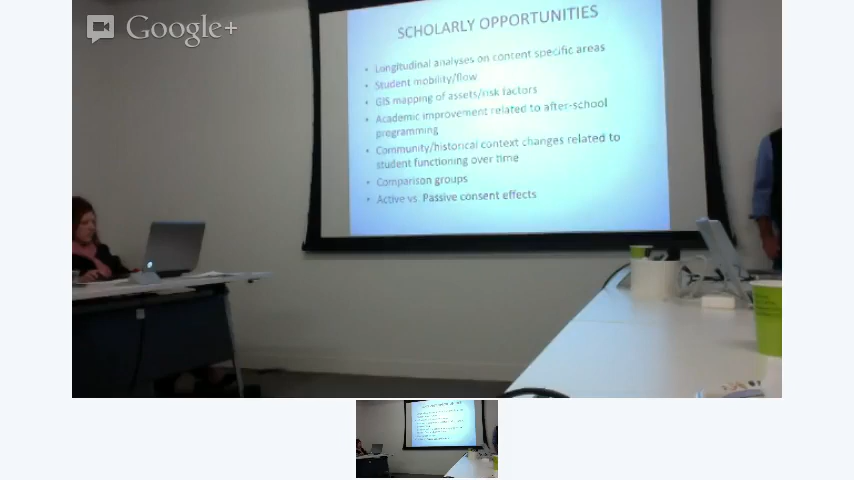 Google+
SCHOLARLY OPPORTUNITIES
• Longitudinal analyses on content specific areas
• Student mobility/flow
• GIS mapping of assets/risk factors
• Academic improvement related to after-school
programming
• Community/historical context changes related to
student functioning over time
• Comparison groups
• Active vs. Passive consent effects